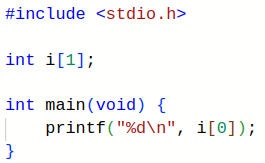 #include <stdio.h>
int i[1];
int main(void) {
    printf("%d\n", i[0]);
}